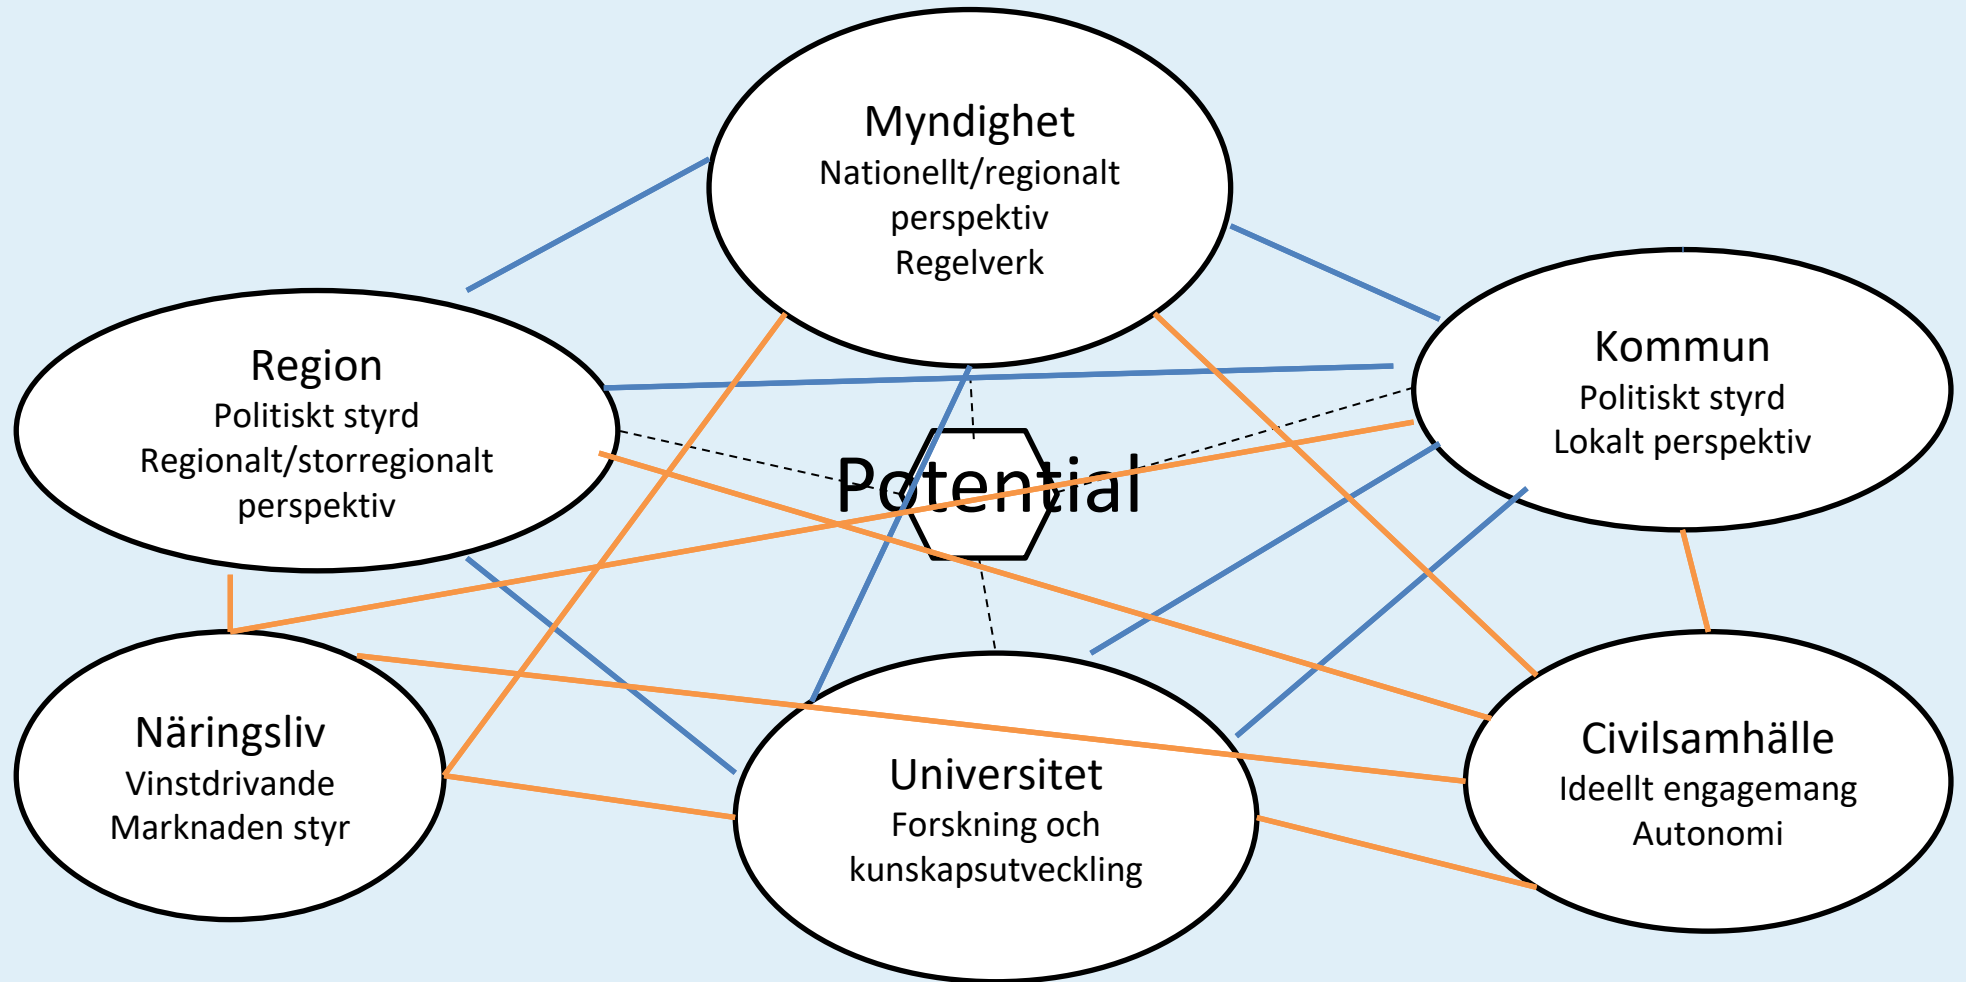 Myndighet
Nationellt/regionalt
perspektiv
Regelverk
Region
Politiskt styrd
Regionalt/storregionalt
perspektiv
Kommun
Politiskt styrd
Lokalt perspektiv
Potential
Näringsliv
Vinstdrivande
Marknaden styr
Universitet
Forskning och
kunskapsutveckling
Civilsamhälle
Ideellt engagemang
Autonomi